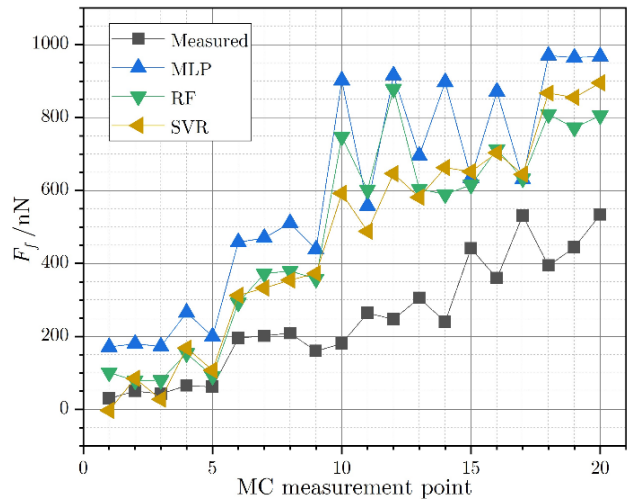 Measured
MLP
RF
SVR
1000
800
600
400
200
0
F_f /nN
0 5 10 15 20
MC measurement point